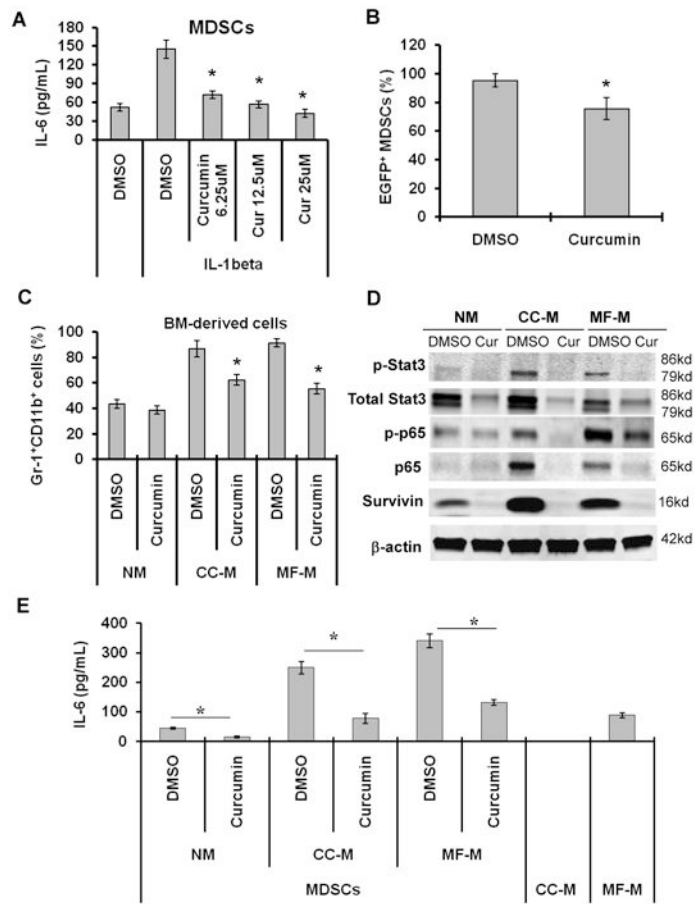 A
MDSCs
IL-6 (pg/mL)
180
150
120
90
60
30
0
* * *
DMSO
DMSO
Curcumin 6.25uM
Cur 12.5uM
Cur 25uM
IL-1beta
B
EGFP+ MDSCs (%)
120
100
80
60
40
20
0
*
DMSO Curcumin
C
BM-derived cells
Gr-1+CD11b+ cells (%)
100
80
60
40
20
0
* *
DMSO
Curcumin
DMSO
Curcumin
DMSO
Curcumin
NM CC-M MF-M
D
NM CC-M MF-M
DMSO Cur DMSO Cur DMSO Cur
p-Stat3 86kd
79kd
Total Stat3 86kd
79kd
p-p65 65kd
p65 65kd
Survivin 16kd
β-actin 42kd
E
IL-6 (pg/mL)
400
300
200
100
0
* * *
DMSO
Curcumin
DMSO
Curcumin
DMSO
Curcumin
NM CC-M MF-M
MDSCs CC-M MF-M